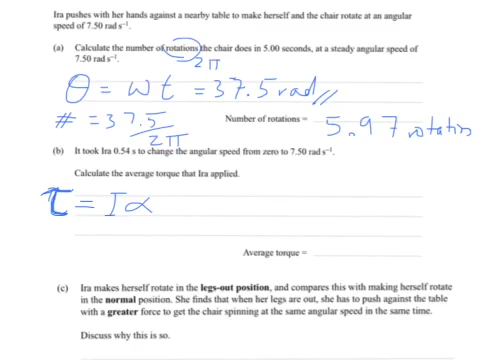 Ira pushes with her hands against a nearby table to make herself and the chair rotate at an angular
speed of 7.50 rad s⁻¹.
(a) Calculate the number of rotations the chair does in 5.00 seconds, at a steady angular speed of
7.50 rad s⁻¹.
2π
θ = ωt = 37.5 rad
# = 37.5 / 2π
Number of rotations = 5.97 rotatins
(b) It took Ira 0.54 s to change the angular speed from zero to 7.50 rad s⁻¹.
Calculate the average torque that Ira applied.
τ = Iα
Average torque =
(c) Ira makes herself rotate in the legs-out position, and compares this with making herself rotate
in the normal position. She finds that when her legs are out, she has to push against the table
with a greater force to get the chair spinning at the same angular speed in the same time.
Discuss why this is so.